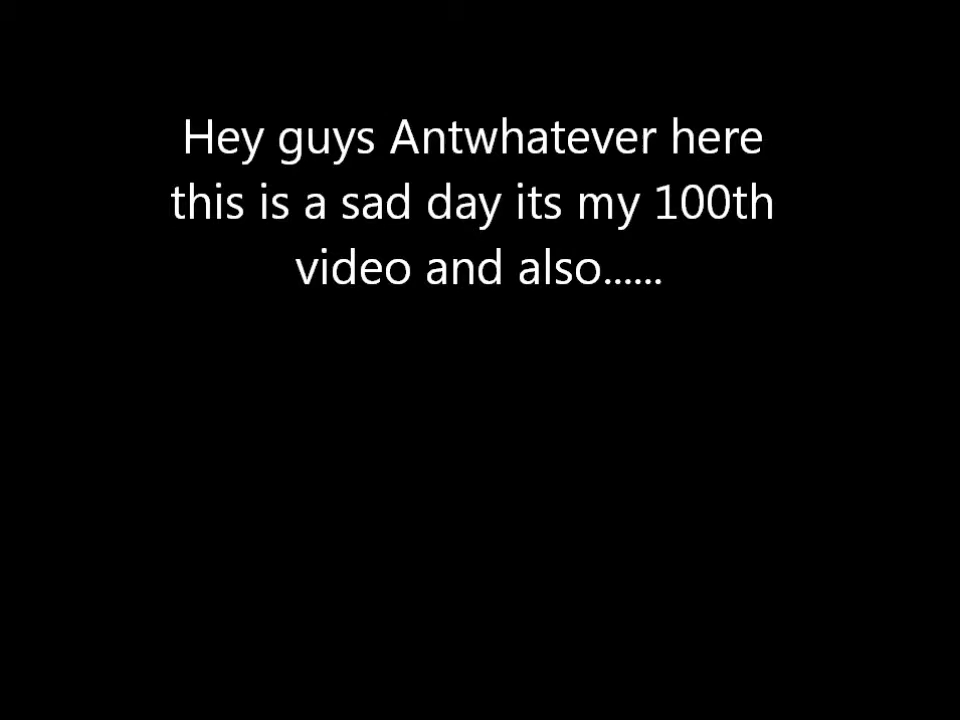 Hey guys Antwhatever here
this is a sad day its my 100th
video and also......